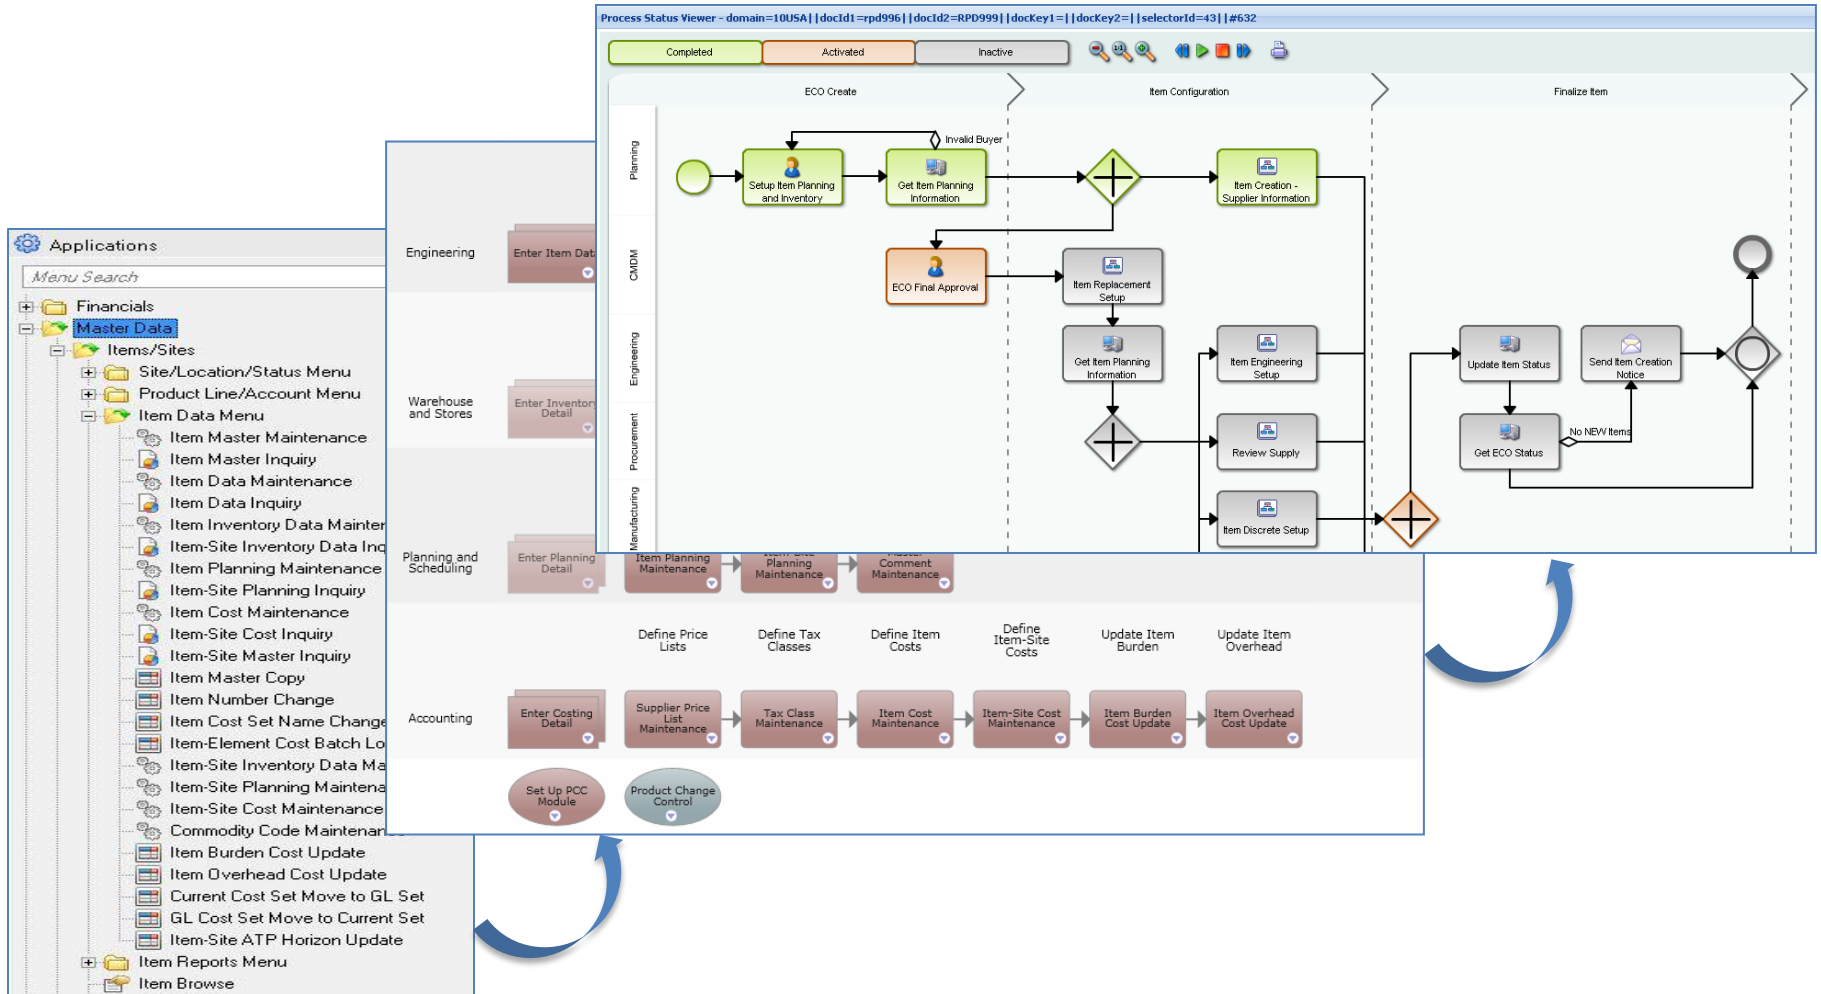 Process Status Viewer - domain=10USA||docId1=rpd996||docId2=RPD999||docKey1=||docKey2=||selectorId=43||#632
Completed
Activated
Inactive
ECO Create
Item Configuration
Finalize Item
Planning
CMDM
Engineering
Procurement
Manufacturing
Invalid Buyer
Setup Item Planning
and Inventory
Get Item Planning
Information
Item Creation -
Supplier Information
ECO Final Approval
Item Replacement
Setup
Get Item Planning
Information
Item Engineering
Setup
Review Supply
Item Discrete Setup
Update Item Status
Send Item Creation
Notice
Get ECO Status
No NEW Items
Engineering
Enter Item Dat
Warehouse
and Stores
Enter Inventory
Detail
Planning and
Scheduling
Enter Planning
Detail
Item Planning
Maintenance
Item-Site
Planning
Maintenance
Master
Comment
Maintenance
Define Price
Lists
Define Tax
Classes
Define Item
Costs
Define
Item-Site
Costs
Update Item
Burden
Update Item
Overhead
Accounting
Enter Costing
Detail
Supplier Price
List
Maintenance
Tax Class
Maintenance
Item Cost
Maintenance
Item-Site Cost
Maintenance
Item Burden
Cost Update
Item Overhead
Cost Update
Set Up PCC
Module
Product Change
Control
Applications
Menu Search
Financials
Master Data
Items/Sites
Site/Location/Status Menu
Product Line/Account Menu
Item Data Menu
Item Master Maintenance
Item Master Inquiry
Item Data Maintenance
Item Data Inquiry
Item Inventory Data Mainter
Item-Site Inventory Data Inq
Item Planning Maintenance
Item-Site Planning Inquiry
Item Cost Maintenance
Item-Site Cost Inquiry
Item-Site Master Inquiry
Item Master Copy
Item Number Change
Item Cost Set Name Change
Item-Element Cost Batch Lo
Item-Site Inventory Data Ma
Item-Site Planning Maintena
Item-Site Cost Maintenance
Commodity Code Maintenan
Item Burden Cost Update
Item Overhead Cost Update
Current Cost Set Move to GL Set
GL Cost Set Move to Current Set
Item-Site ATP Horizon Update
Item Reports Menu
Item Browse